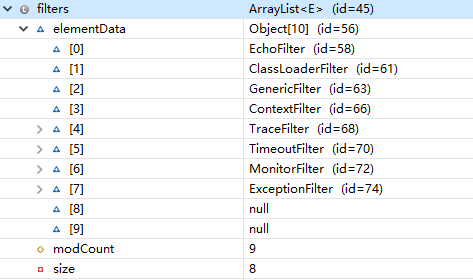 filters ArrayList<E> (id=45)
elementData Object[10] (id=56)
[0] EchoFilter (id=58)
[1] ClassLoaderFilter (id=61)
[2] GenericFilter (id=63)
[3] ContextFilter (id=66)
[4] TraceFilter (id=68)
[5] TimeoutFilter (id=70)
[6] MonitorFilter (id=72)
[7] ExceptionFilter (id=74)
[8] null
[9] null
modCount 9
size 8